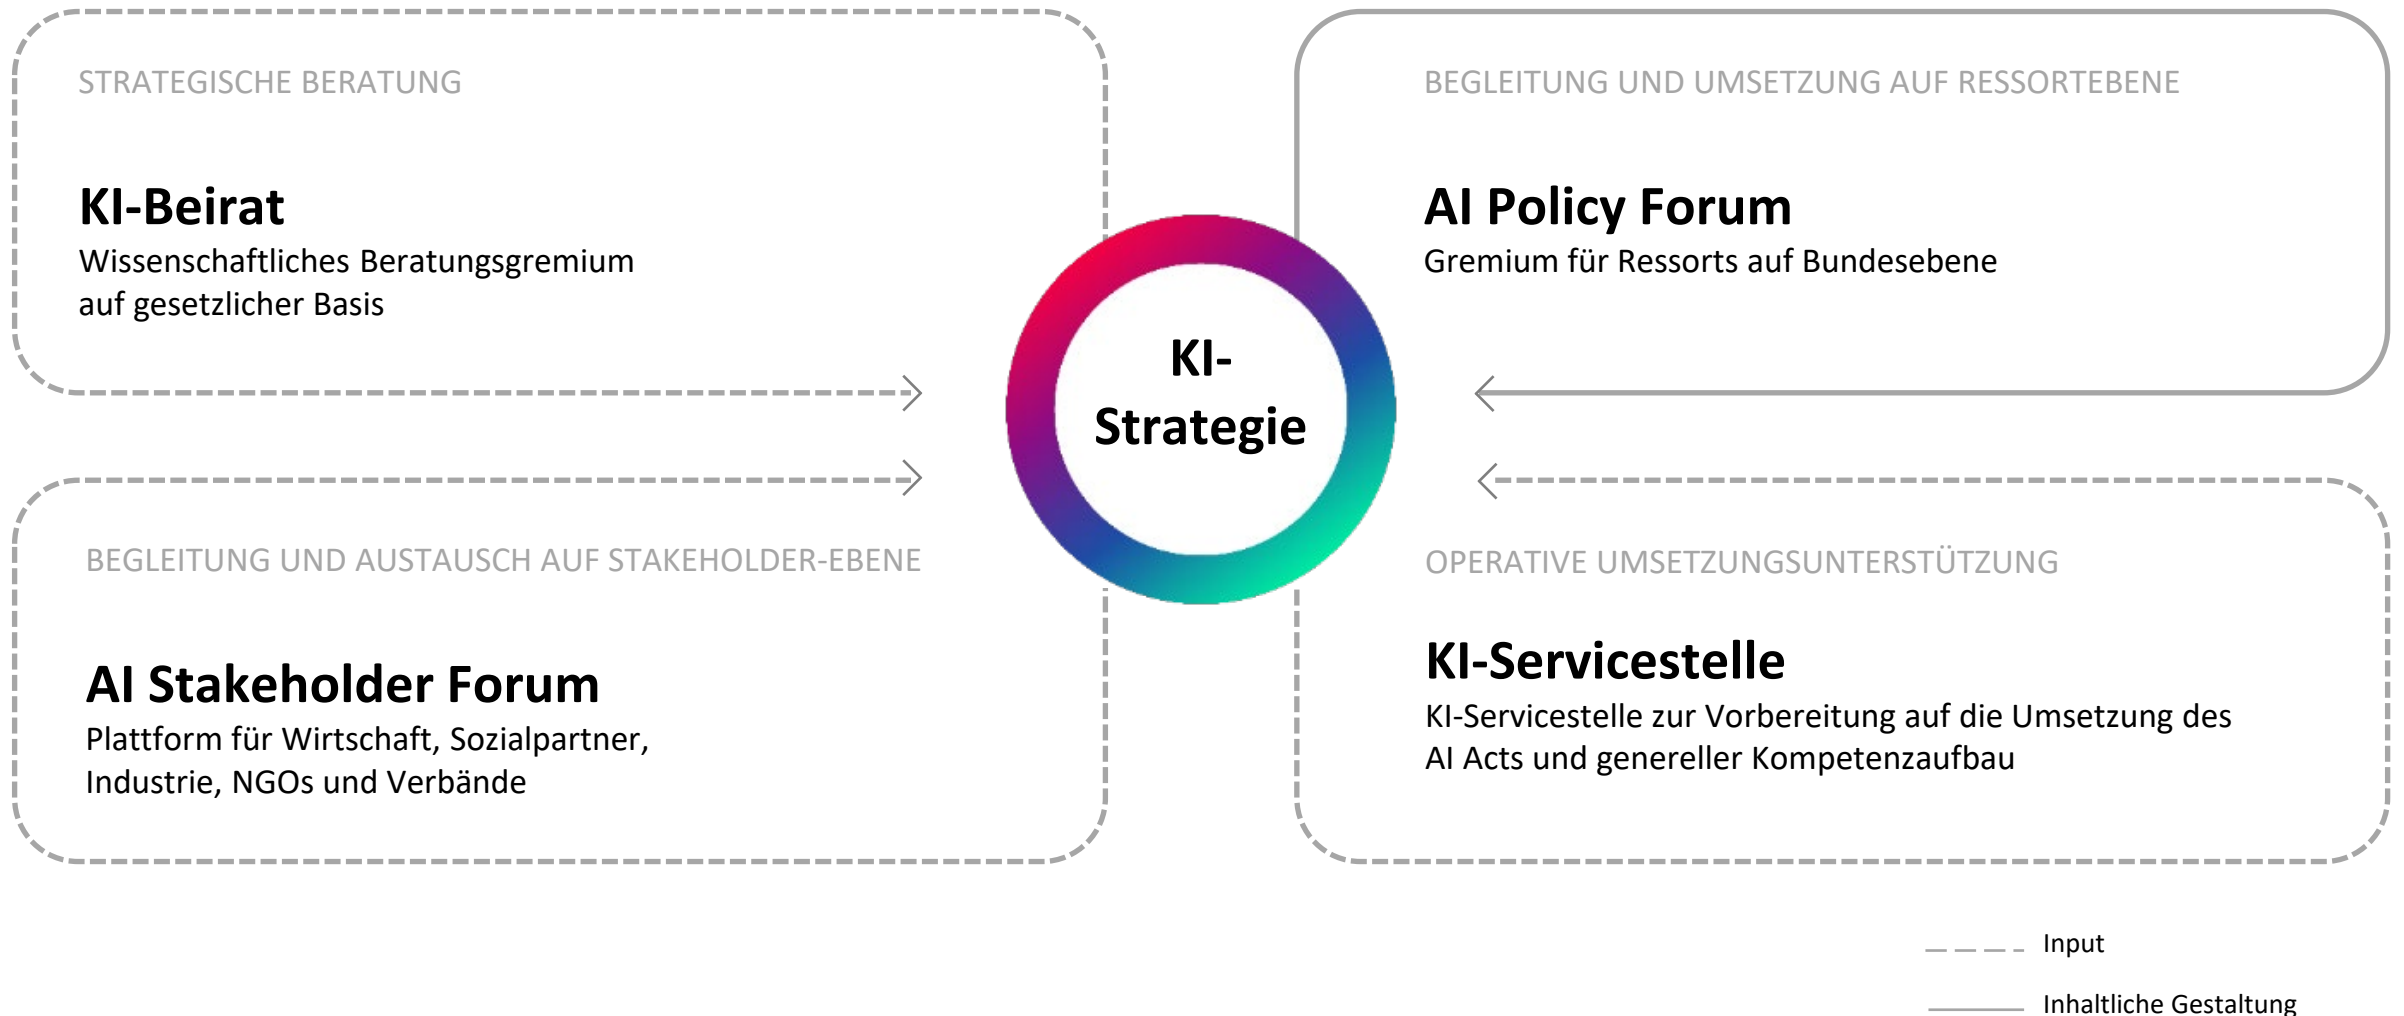 STRATEGISCHE BERATUNG
KI-Beirat
Wissenschaftliches Beratungsgremium
auf gesetzlicher Basis
BEGLEITUNG UND UMSETZUNG AUF RESSORTEBENE
AI Policy Forum
Gremium für Ressorts auf Bundesebene
KI-
Strategie
BEGLEITUNG UND AUSTAUSCH AUF STAKEHOLDER-EBENE
AI Stakeholder Forum
Plattform für Wirtschaft, Sozialpartner,
Industrie, NGOs und Verbände
OPERATIVE UMSETZUNGSUNTERSTÜTZUNG
KI-Servicestelle
KI-Servicestelle zur Vorbereitung auf die Umsetzung des
AI Acts und genereller Kompetenzaufbau
Input
Inhaltliche Gestaltung